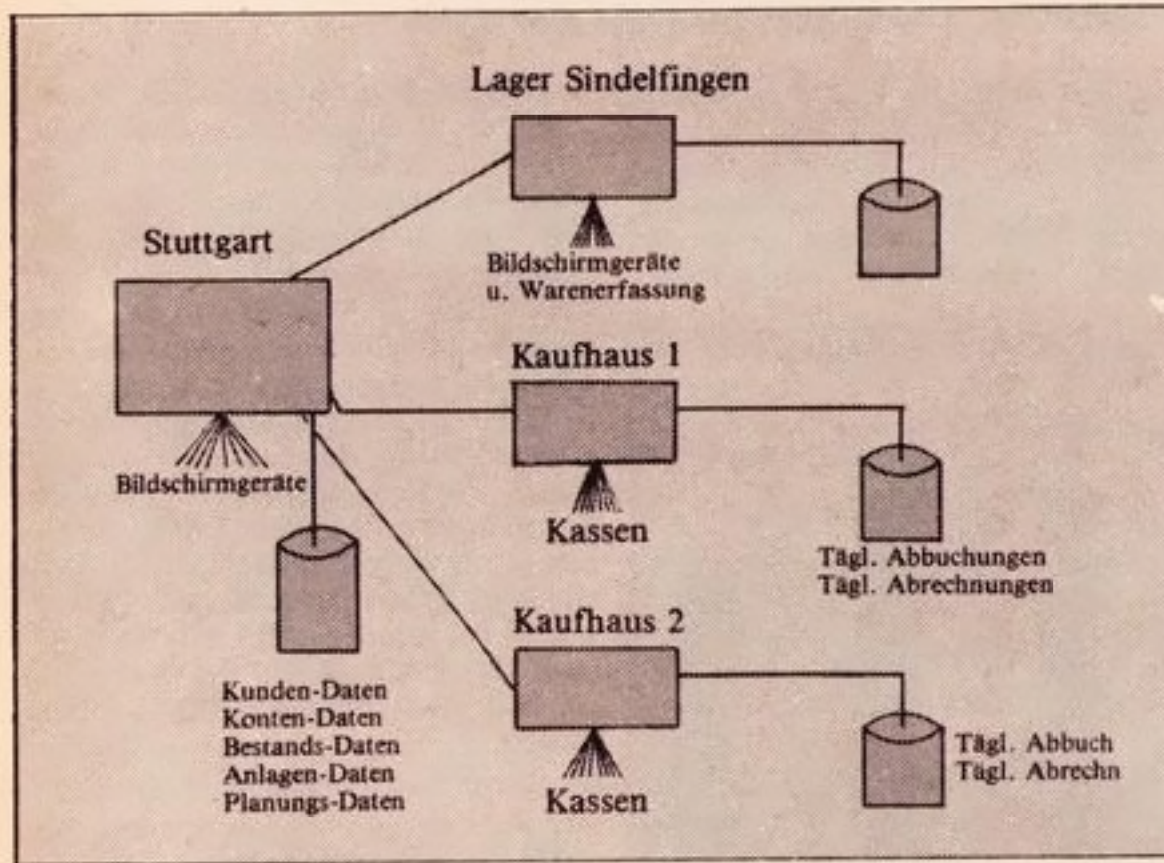 Lager Sindelfingen
Stuttgart
Bildschirmgeräte
u. Warenerfassung
Kaufhaus 1
Bildschirmgeräte
Kassen
Tägl. Abbuchungen
Tägl. Abrechnungen
Kaufhaus 2
Kunden-Daten
Konten-Daten
Bestands-Daten
Anlagen-Daten
Planungs-Daten
Tägl. Abbuch
Tägl. Abrechn
Kassen